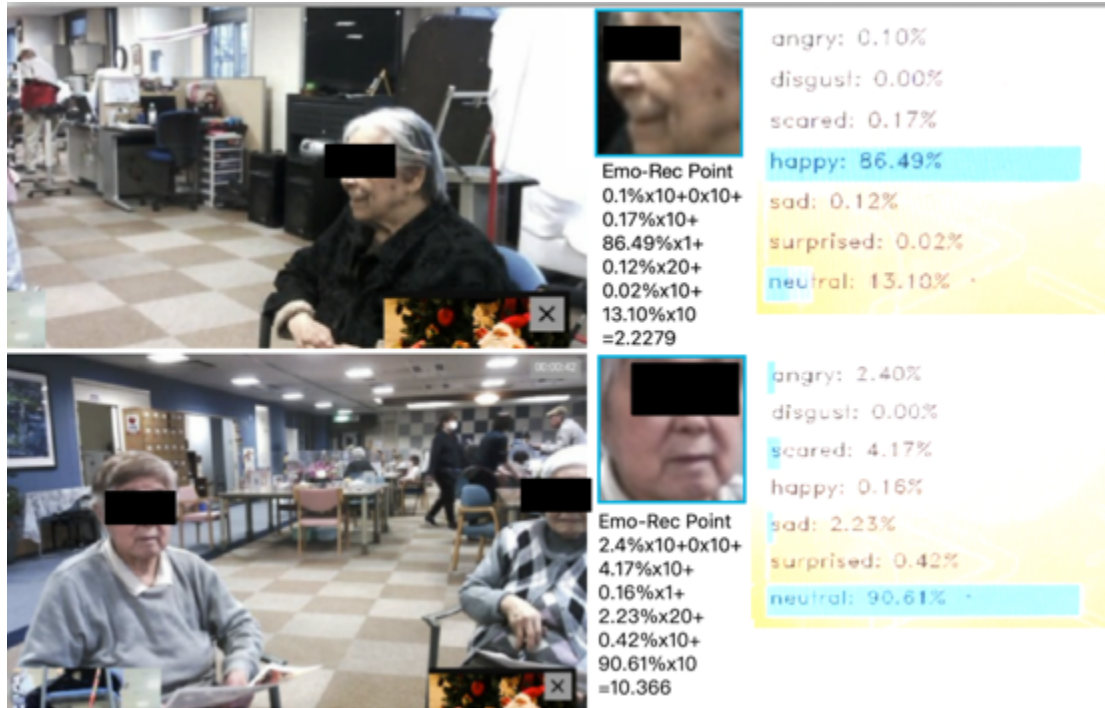 angry: 0.10%
disgust: 0.00%
scared: 0.17%
happy: 86.49%
sad: 0.12%
surprised: 0.02%
neutral: 13.10%
Emo-Rec Point
0.1%x10+0x10+
0.17%x10+
86.49%x1+
0.12%x20+
0.02%x10+
13.10%x10
=2.2279
00:00:42
angry: 2.40%
disgust: 0.00%
scared: 4.17%
happy: 0.16%
sad: 2.23%
surprised: 0.42%
neutral: 90.61%
Emo-Rec Point
2.4%x10+0x10+
4.17%x10+
0.16%x1+
2.23%x20+
0.42%x10+
90.61%x10
=10.366